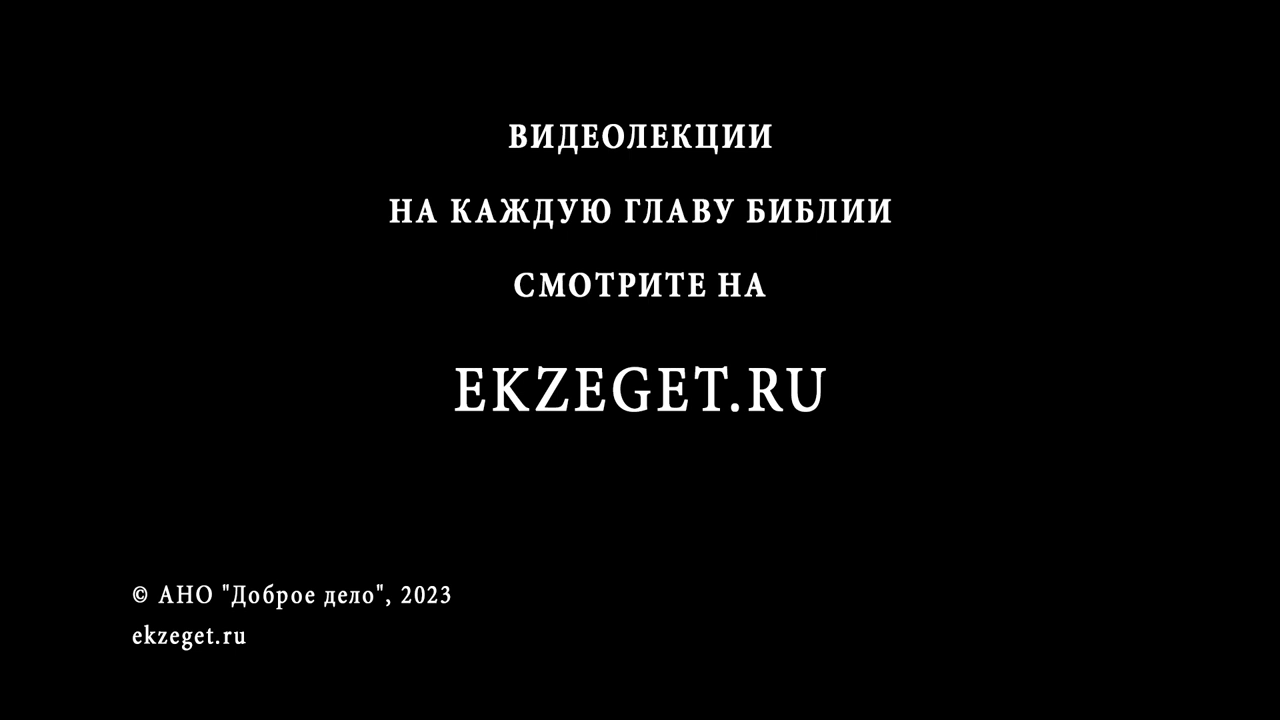 ВИДЕОЛЕКЦИИ
НА КАЖДУЮ ГЛАВУ БИБЛИИ
СМОТРИТЕ НА
EKZEGET.RU
© АНО "Доброе дело", 2023
ekzeget.ru